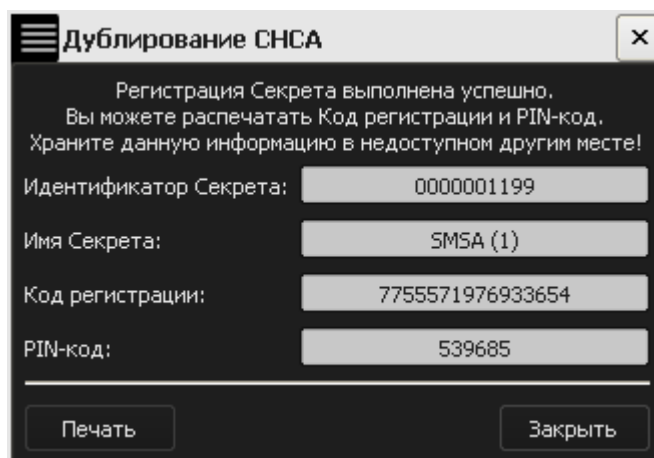 Дублирование СНСА
Регистрация Секрета выполнена успешно.
Вы можете распечатать Код регистрации и PIN-код.
Храните данную информацию в недоступном другим месте!
Идентификатор Секрета: 0000001199
Имя Секрета: SMSA (1)
Код регистрации: 7755571976933654
PIN-код: 539685
Печать Закрыть